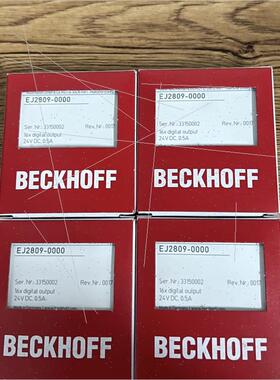 EJ2809-0000
Ser. Nr.: 33150002 Rev. Nr.: 0017
16x digital output
24V DC, 0.5A
BECKHOFF
EJ2809-0000
Ser. Nr.: 33150002 Rev. Nr.: 0017
16x digital output
24V DC, 0.5A
BECKHOFF
EJ2809-0000
Ser. Nr.: 33150002 Rev. Nr.: 0017
16x digital output
24V DC, 0.5A
BECKHOFF
EJ2809-0000
Ser. Nr.: 33150002 Rev. Nr.: 0017
16x digital output
24V DC, 0.5A
BECKHOFF